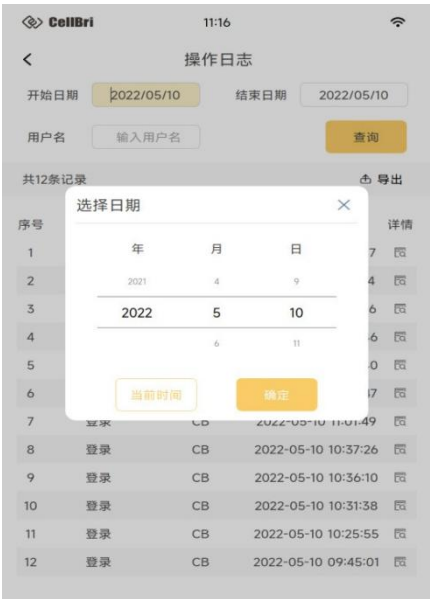 CellBri 11:16
操作日志
开始日期 2022/05/10 结束日期 2022/05/10
用户名 输入用户名 查询
共12条记录 导出
选择日期
序号 详情
年 月 日
1 7
2021 4 9
2 4
2022 5 10
3 6
4 6
6 11
5 0
当前时间 确定
6 7
7 登录 CB 2022-05-10 11:01:49
8 登录 CB 2022-05-10 10:37:26
9 登录 CB 2022-05-10 10:36:10
10 登录 CB 2022-05-10 10:31:38
11 登录 CB 2022-05-10 10:25:55
12 登录 CB 2022-05-10 09:45:01